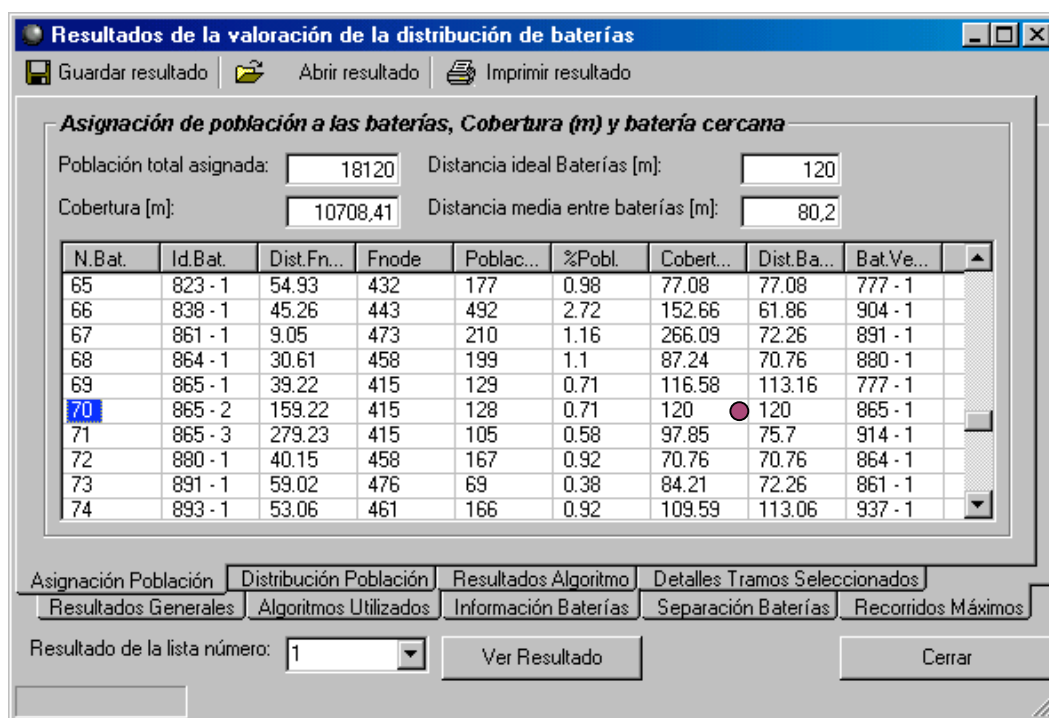 Resultados de la valoración de la distribución de baterías
Guardar resultado Abrir resultado Imprimir resultado
Asignación de población a las baterías, Cobertura (m) y batería cercana
Población total asignada: 18120 Distancia ideal Baterías [m]: 120
Cobertura [m]: 10708,41 Distancia media entre baterías [m]: 80,2
N.Bat. Id.Bat. Dist.Fn... Fnode Poblac... %Pobl. Cobert... Dist.Ba... Bat.Ve...
65 823 - 1 54.93 432 177 0.98 77.08 77.08 777 - 1
66 838 - 1 45.26 443 492 2.72 152.66 61.86 904 - 1
67 861 - 1 9.05 473 210 1.16 266.09 72.26 891 - 1
68 864 - 1 30.61 458 199 1.1 87.24 70.76 880 - 1
69 865 - 1 39.22 415 129 0.71 116.58 113.16 777 - 1
70 865 - 2 159.22 415 128 0.71 120 120 865 - 1
71 865 - 3 279.23 415 105 0.58 97.85 75.7 914 - 1
72 880 - 1 40.15 458 167 0.92 70.76 70.76 864 - 1
73 891 - 1 59.02 476 69 0.38 84.21 72.26 861 - 1
74 893 - 1 53.06 461 166 0.92 109.59 113.06 937 - 1
Asignación Población Distribución Población Resultados Algoritmo Detalles Tramos Seleccionados
Resultados Generales Algoritmos Utilizados Información Baterías Separación Baterías Recorridos Máximos
Resultado de la lista número: 1 Ver Resultado Cerrar